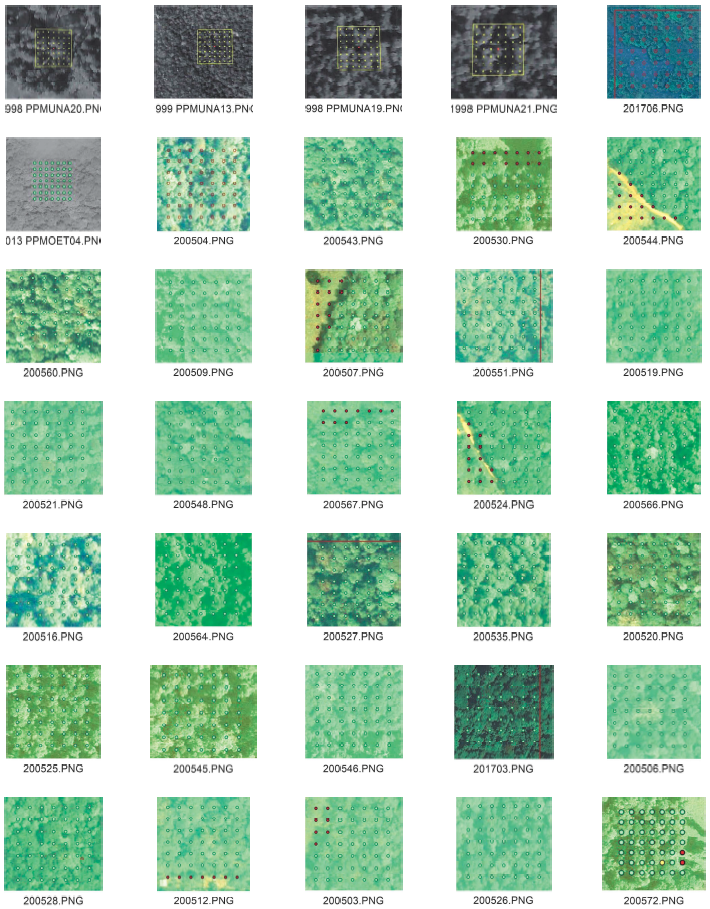 998 PPMUNA20.PNG
999 PPMUNA13.PNG
998 PPMUNA19.PNG
1998 PPMUNA21.PNG
201706.PNG
013 PPMOET04.PNG
200504.PNG
200543.PNG
200530.PNG
200544.PNG
200560.PNG
200509.PNG
200507.PNG
200551.PNG
200519.PNG
200521.PNG
200548.PNG
200567.PNG
200524.PNG
200566.PNG
200516.PNG
200564.PNG
200527.PNG
200535.PNG
200520.PNG
200525.PNG
200545.PNG
200546.PNG
201703.PNG
200506.PNG
200528.PNG
200512.PNG
200503.PNG
200526.PNG
200572.PNG